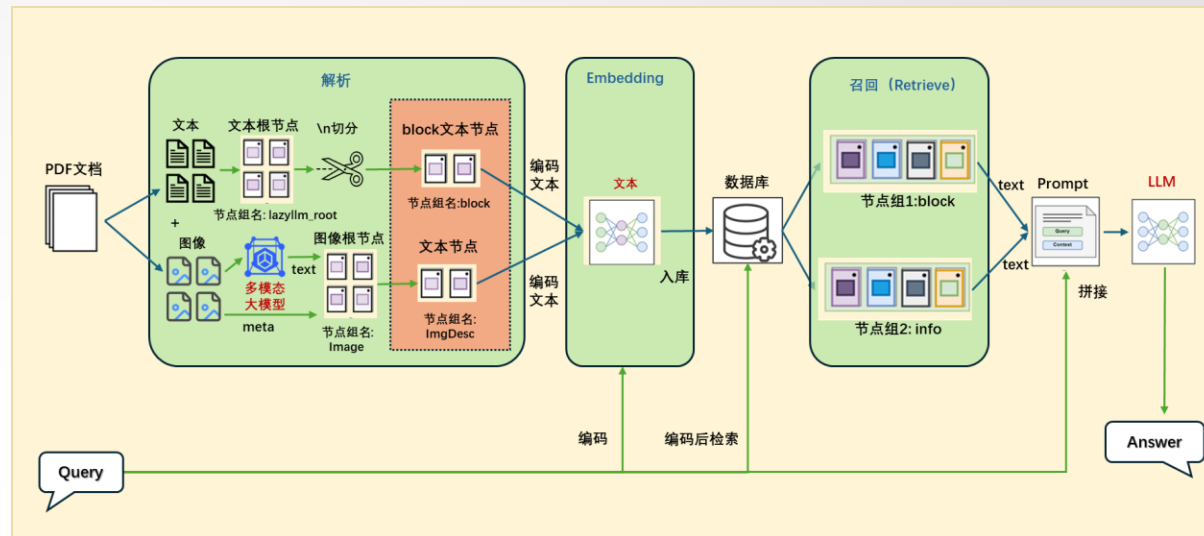 解析
文本
文本根节点
\n切分
block文本节点
PDF文档
节点组名: lazyllm_root
节点组名:block
+
图像
text
图像根节点
文本节点
多模态
大模型
meta
节点组名:
Image
节点组名:
ImgDesc
编码
文本
编码
文本
Embedding
文本
入库
数据库
召回（Retrieve）
节点组1:block
节点组2: info
text
text
Prompt
Query
Context
拼接
LLM
编码
编码后检索
Query
Answer